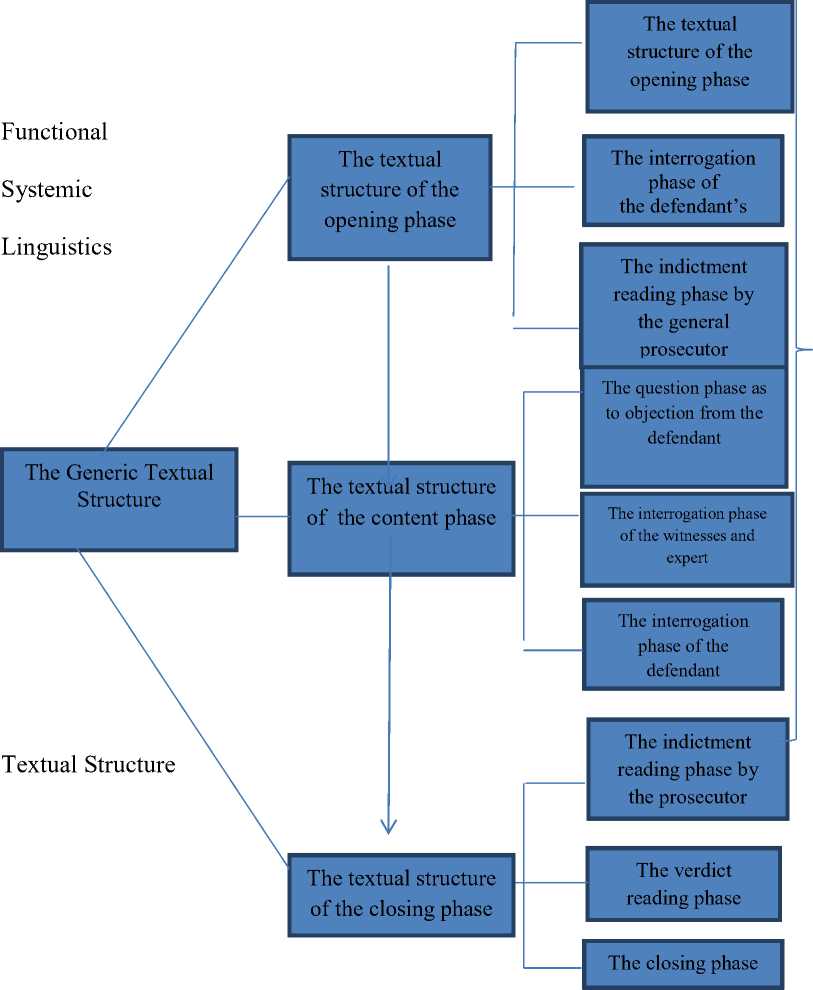 Functional
Systemic
Linguistics
Textual Structure
The Generic Textual
Structure
The textual
structure of the
opening phase
The textual structure
of the content phase
The textual structure
of the closing phase
The textual
structure of the
opening phase
The interrogation
phase of
the defendant's
The indictment
reading phase by
the general
prosecutor
The question phase as
to objection from the
defendant
The interrogation phase
of the witnesses and
expert
The interrogation
phase of the
defendant
The indictment
reading phase by
the prosecutor
The verdict
reading phase
The closing phase